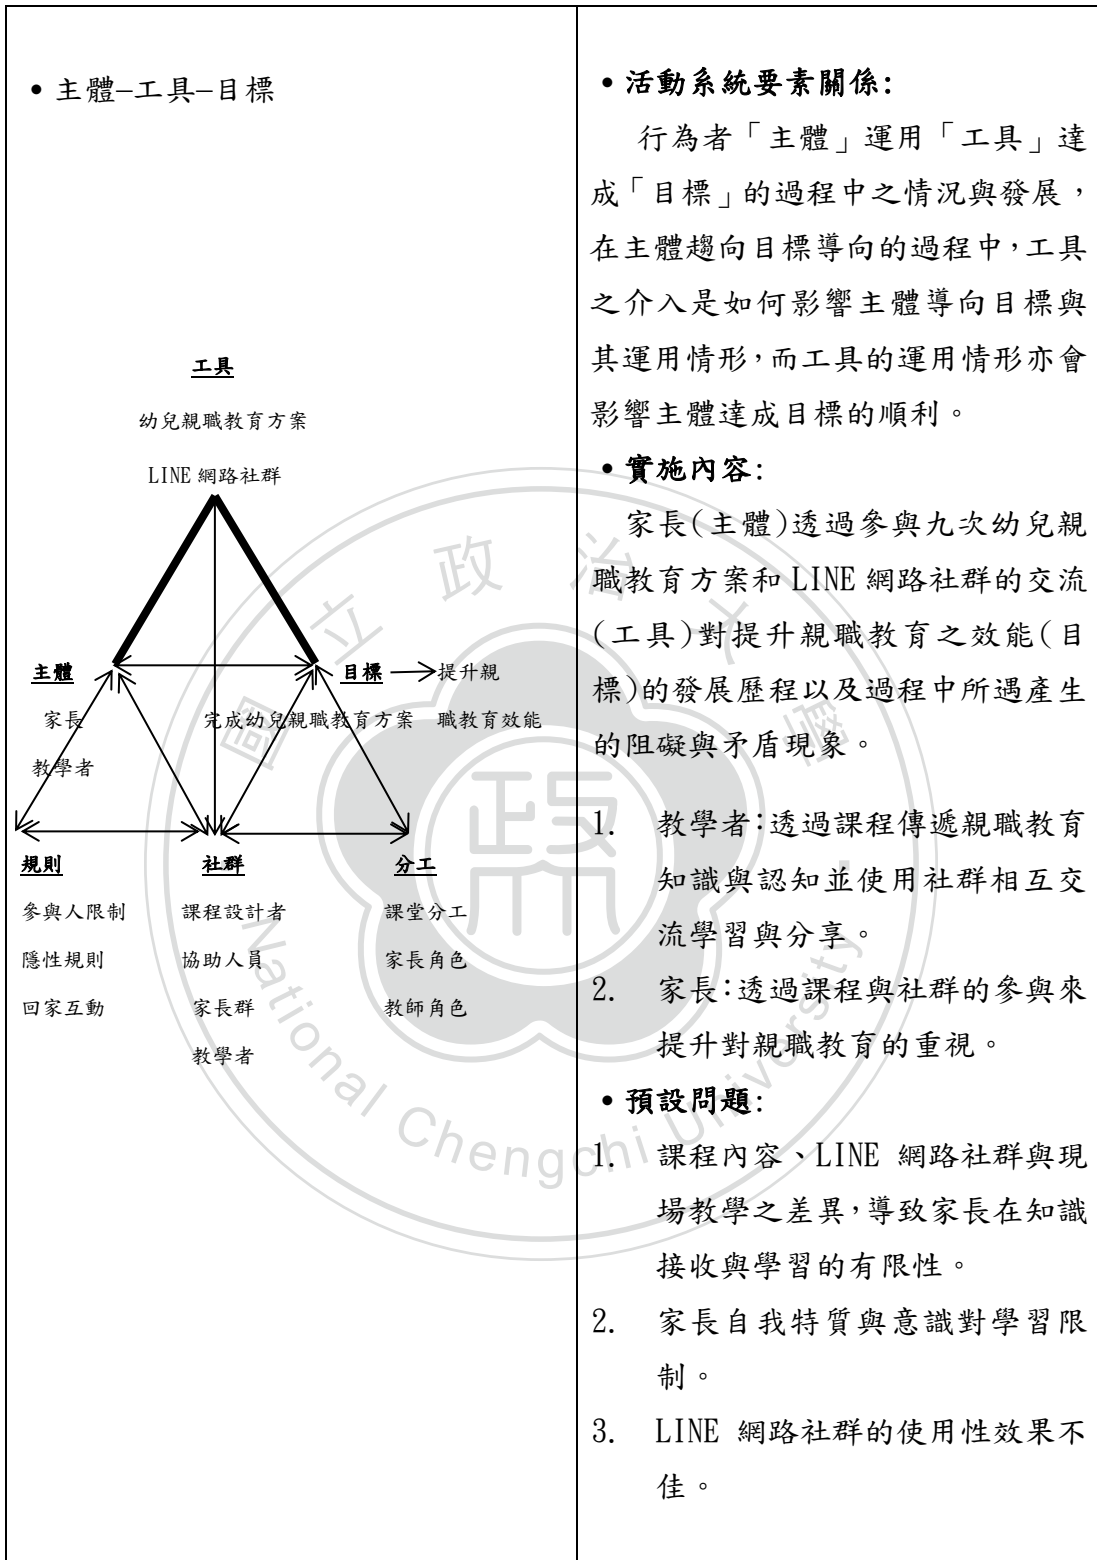 • 主體–工具–目標
工具
幼兒親職教育方案
LINE 網路社群
主體
目標
提升親
家長
完成幼兒親職教育方案
職教育效能
教學者
規則
社群
分工
參與人限制
課程設計者
課堂分工
隱性規則
協助人員
家長角色
回家互動
家長群
教師角色
教學者
• 活動系統要素關係:
行為者「主體」運用「工具」達
成「目標」的過程中之情況與發展,
在主體趨向目標導向的過程中,工具
之介入是如何影響主體導向目標與
其運用情形,而工具的運用情形亦會
影響主體達成目標的順利。
• 實施內容:
家長(主體)透過參與九次幼兒親
職教育方案和 LINE 網路社群的交流
(工具)對提升親職教育之效能(目
標)的發展歷程以及過程中所遇產生
的阻礙與矛盾現象。
1. 教學者:透過課程傳遞親職教育
知識與認知並使用社群相互交
流學習與分享。
2. 家長:透過課程與社群的參與來
提升對親職教育的重視。
• 預設問題:
1. 課程內容、LINE 網路社群與現
場教學之差異,導致家長在知識
接收與學習的有限性。
2. 家長自我特質與意識對學習限
制。
3. LINE 網路社群的使用性效果不
佳。
國立政治大學
政
National Chengchi University